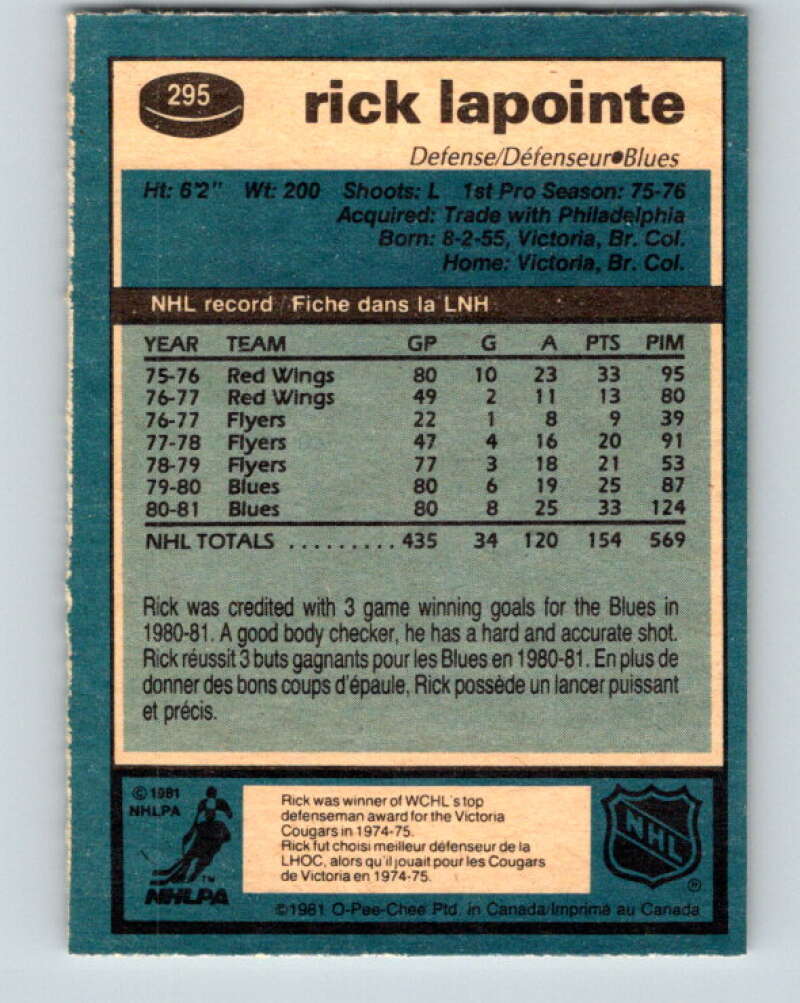 295
rick lapointe
Defense/Défenseur●Blues
Ht: 6'2" Wt: 200 Shoots: L 1st Pro Season: 75-76
Acquired: Trade with Philadelphia
Born: 8-2-55, Victoria, Br. Col.
Home: Victoria, Br. Col.
NHL record / Fiche dans la LNH
YEAR TEAM GP G A PTS PIM
75-76 Red Wings 80 10 23 33 95
76-77 Red Wings 49 2 11 13 80
76-77 Flyers 22 1 8 9 39
77-78 Flyers 47 4 16 20 91
78-79 Flyers 77 3 18 21 53
79-80 Blues 80 6 19 25 87
80-81 Blues 80 8 25 33 124
NHL TOTALS .......... 435 34 120 154 569
Rick was credited with 3 game winning goals for the Blues in
1980-81. A good body checker, he has a hard and accurate shot.
Rick réussit 3 buts gagnants pour les Blues en 1980-81. En plus de
donner des bons coups d'épaule, Rick possède un lancer puissant
et précis.
© 1981
NHLPA
TM
NHLPA
Rick was winner of WCHL's top
defenseman award for the Victoria
Cougars in 1974-75.
Rick fut choisi meilleur défenseur de la
LHOC, alors qu'il jouait pour les Cougars
de Victoria en 1974-75.
NHL
®
©1981 O-Pee-Chee Ptd. in Canada/Imprimé au Canada